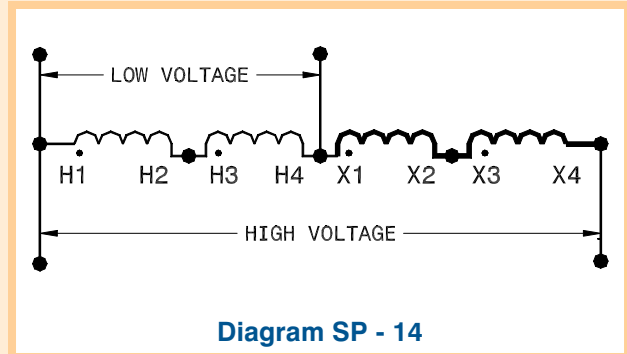 LOW VOLTAGE
H1 H2 H3 H4 X1 X2 X3 X4
HIGH VOLTAGE
Diagram SP - 14